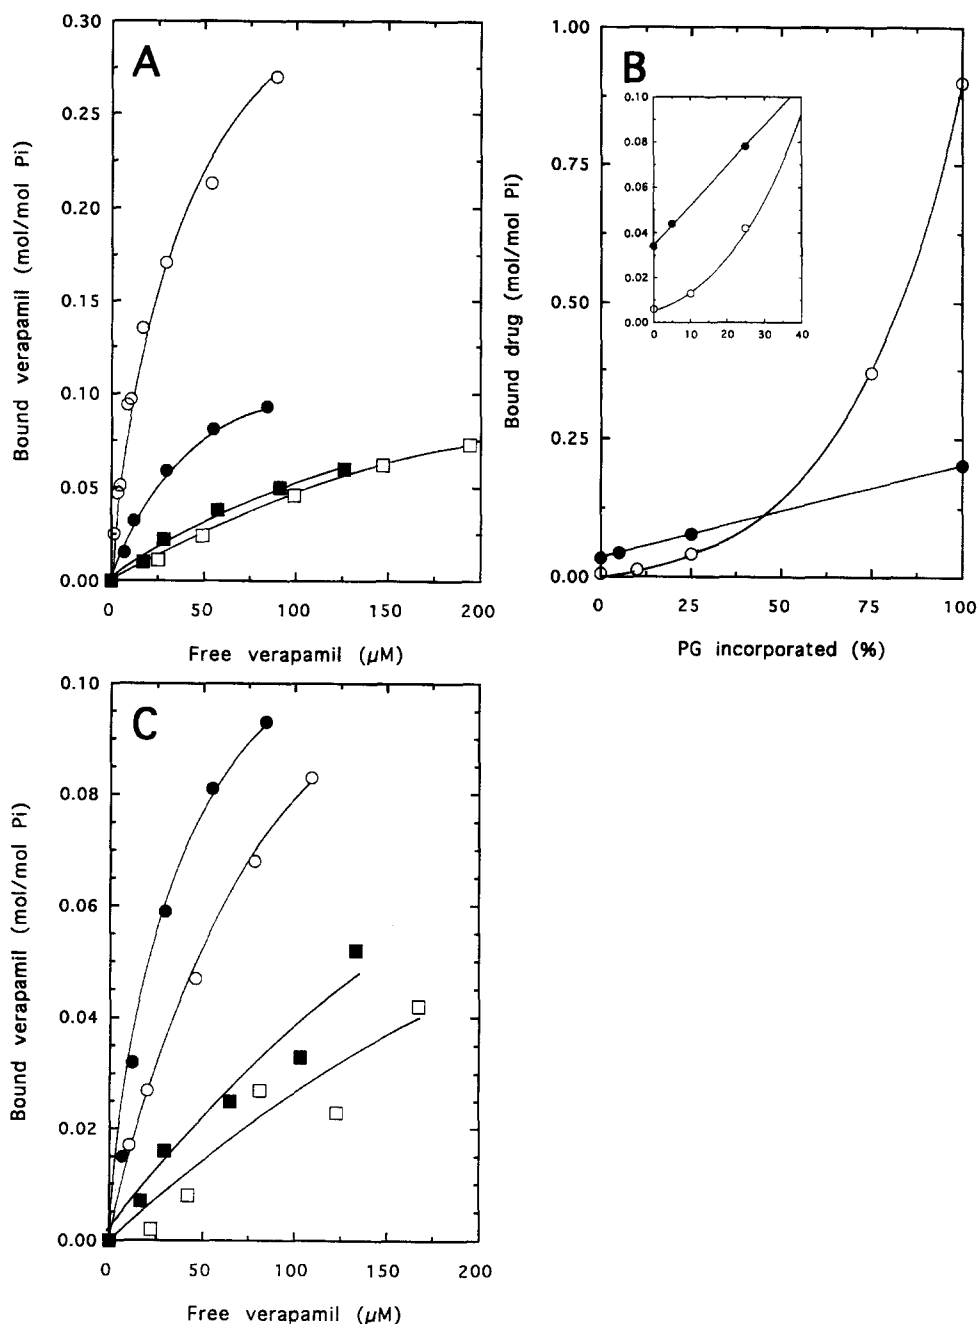 A
0.30
0.25
0.20
0.15
0.10
0.05
0.00
0 50 100 150 200
Bound verapamil (mol/mol Pi)
Free verapamil (µM)
B
1.00
0.75
0.50
0.25
0.00
0 25 50 75 100
Bound drug (mol/mol Pi)
PG incorporated (%)
0.10
0.08
0.06
0.04
0.02
0.00
0 10 20 30 40
C
0.10
0.08
0.06
0.04
0.02
0.00
0 50 100 150 200
Bound verapamil (mol/mol Pi)
Free verapamil (µM)